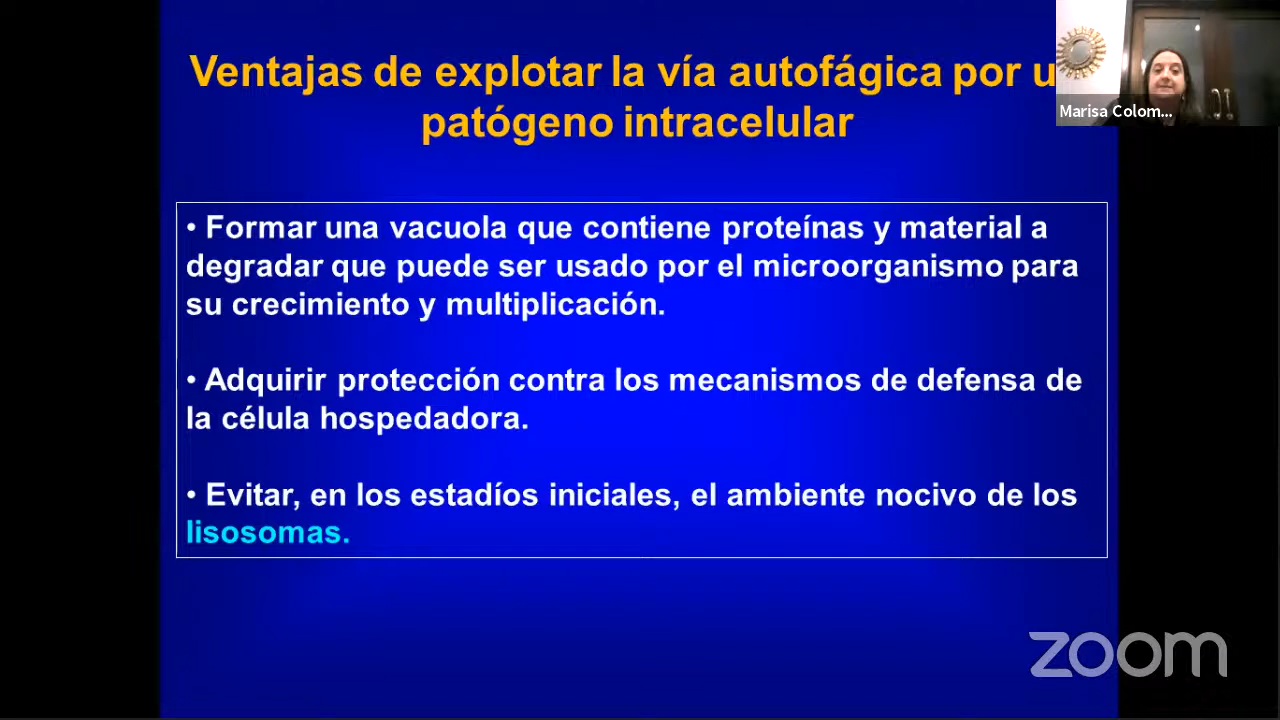 Ventajas de explotar la vía autofágica por u
patógeno intracelular
Marisa Colom...
• Formar una vacuola que contiene proteínas y material a
degradar que puede ser usado por el microorganismo para
su crecimiento y multiplicación.
• Adquirir protección contra los mecanismos de defensa de
la célula hospedadora.
• Evitar, en los estadíos iniciales, el ambiente nocivo de los
lisosomas.
zoom